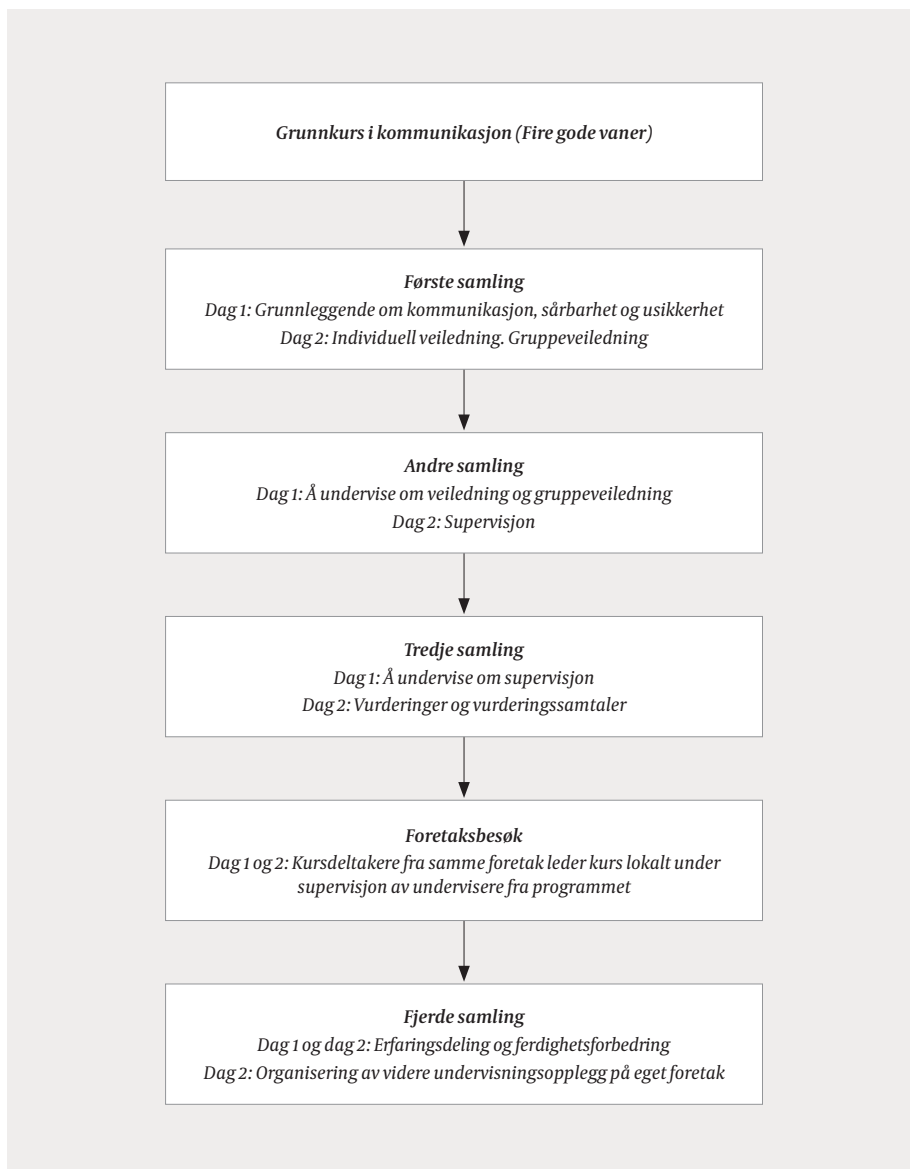 Grunnkurs i kommunikasjon (Fire gode vaner)
Første samling
Dag 1: Grunnleggende om kommunikasjon, sårbarhet og usikkerhet
Dag 2: Individuell veiledning. Gruppeveiledning
Andre samling
Dag 1: Å undervise om veiledning og gruppeveiledning
Dag 2: Supervisjon
Tredje samling
Dag 1: Å undervise om supervisjon
Dag 2: Vurderinger og vurderingssamtaler
Foretaksbesøk
Dag 1 og 2: Kursdeltakere fra samme foretak leder kurs lokalt under
supervisjon av undervisere fra programmet
Fjerde samling
Dag 1 og dag 2: Erfaringsdeling og ferdighetsforbedring
Dag 2: Organisering av videre undervisningsopplegg på eget foretak